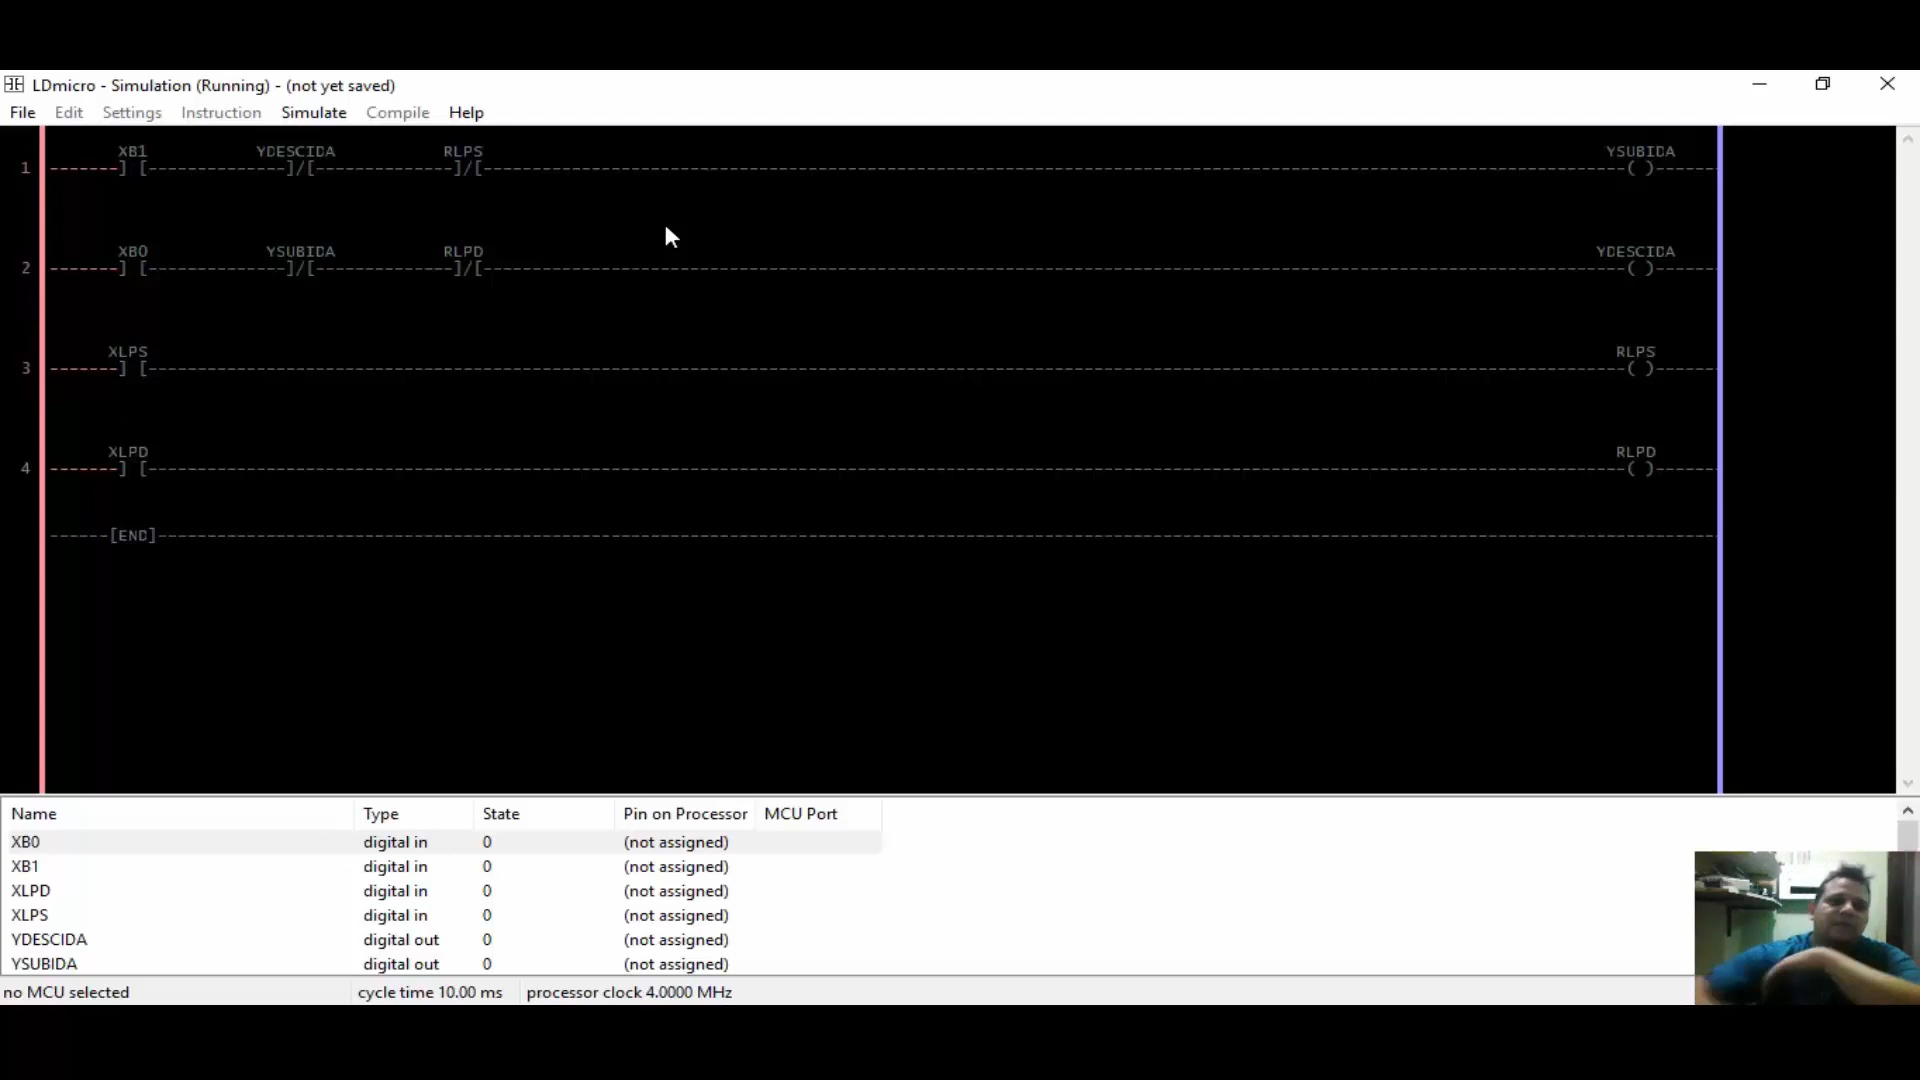 LDmicro - Simulation (Running) - (not yet saved)
File Edit Settings Instruction Simulate Compile Help
XB1 YDESCIDA RLPS YSUBIDA
1 -------] [--------------]/[--------------]/[------( )------
XB0 YSUBIDA RLPD YDESCIDA
2 -------] [--------------]/[--------------]/[------( )------
XLPS RLPS
3 -------] [------( )------
XLPD RLPD
4 -------] [------( )------
------[END]------
Name Type State Pin on Processor MCU Port
XB0 digital in 0 (not assigned)
XB1 digital in 0 (not assigned)
XLPD digital in 0 (not assigned)
XLPS digital in 0 (not assigned)
YDESCIDA digital out 0 (not assigned)
YSUBIDA digital out 0 (not assigned)
no MCU selected cycle time 10.00 ms processor clock 4.0000 MHz